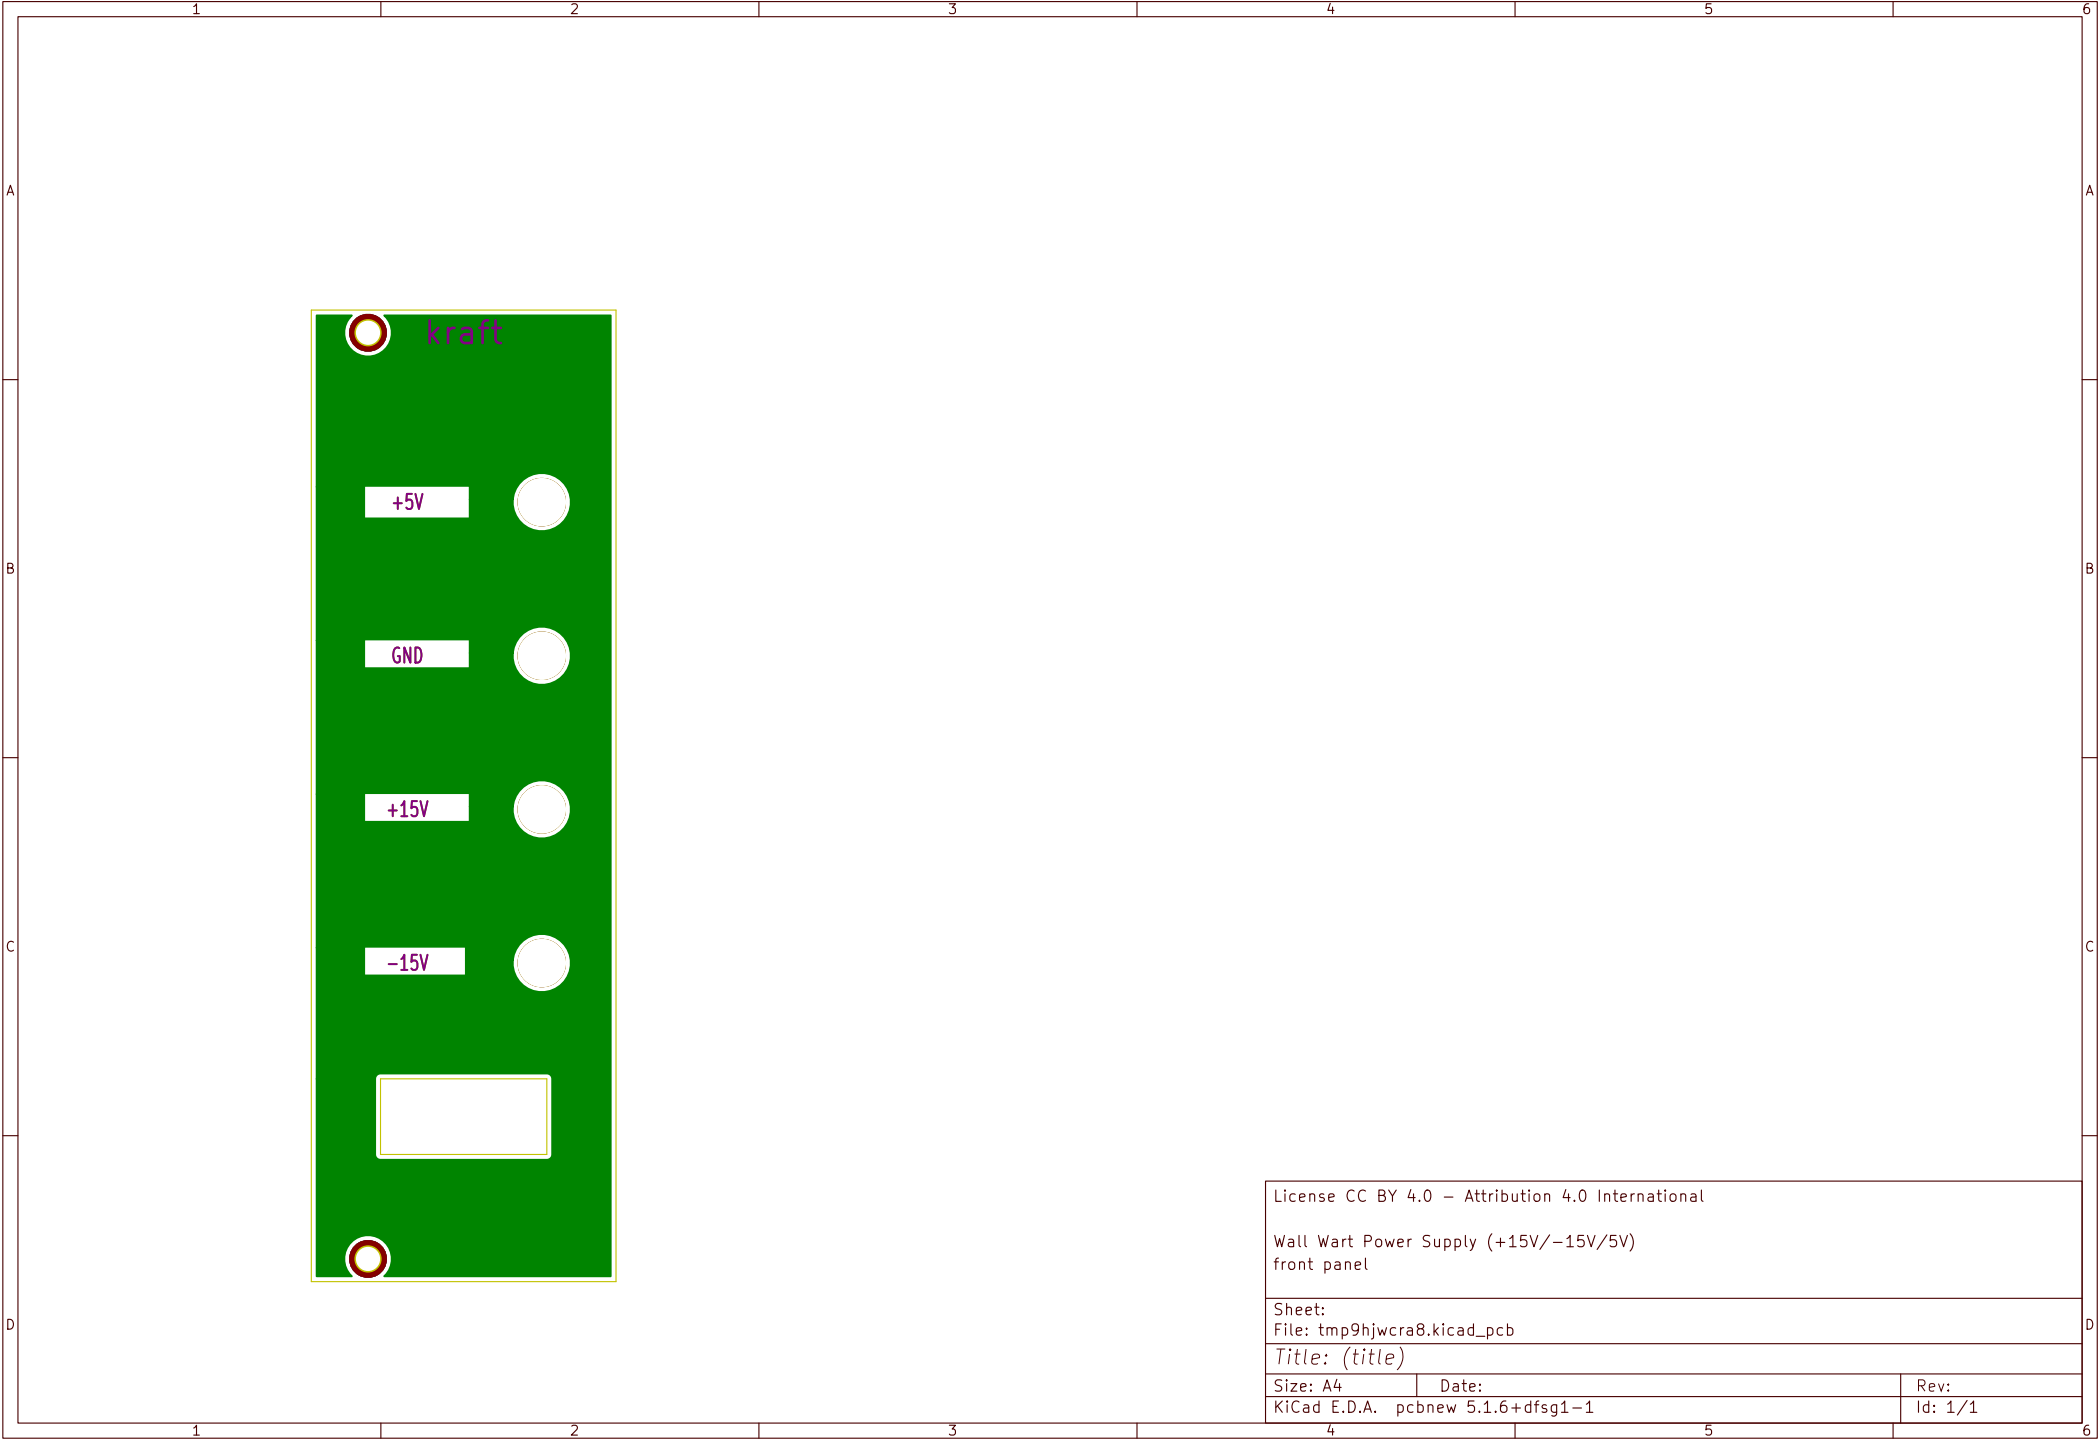 1 2 3 4 5 6
A A
kraft
+5V
B B
GND
+15V
C C
-15V
License CC BY 4.0 - Attribution 4.0 International
Wall Wart Power Supply (+15V/-15V/5V)
front panel
Sheet:
File: tmp9hjwcra8.kicad_pcb
D D
Title: (title)
Size: A4 Date: Rev:
KiCad E.D.A. pcbnew 5.1.6+dfsg1-1 Id: 1/1
1 2 3 4 5 6